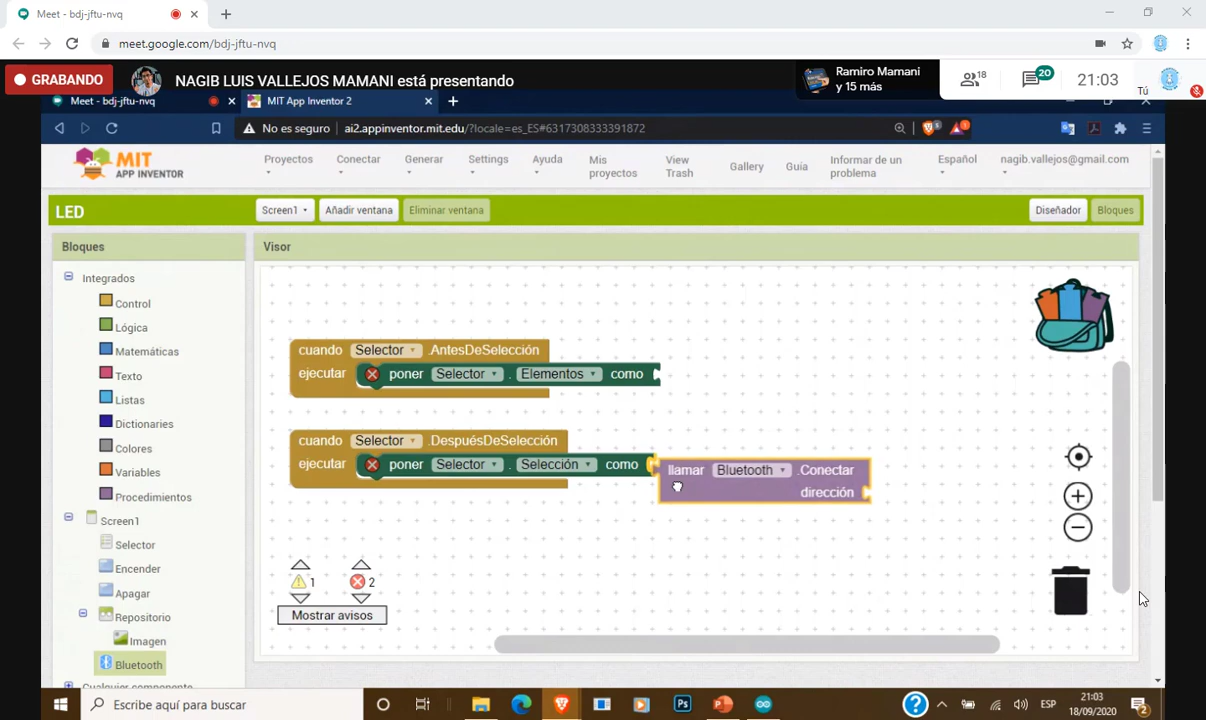 Meet - bdj-jftu-nvq
meet.google.com/bdj-jftu-nvq
GRABANDO
NAGIB LUIS VALLEJOS MAMANI está presentando
Ramiro Mamani
y 15 más
18
20
21:03
Tú
Meet - bdj-jftu-nvq
MIT App Inventor 2
No es seguro
ai2.appinventor.mit.edu/?locale=es_ES#6317308333391872
MIT
APP INVENTOR
Proyectos
Conectar
Generar
Settings
Ayuda
Mis
proyectos
View
Trash
Gallery
Guía
Informar de un
problema
Español
nagib.vallejos@gmail.com
LED
Screen1
Añadir ventana
Eliminar ventana
Diseñador
Bloques
Bloques
Visor
Integrados
Control
Lógica
Matemáticas
Texto
Listas
Dictionaries
Colores
Variables
Procedimientos
Screen1
Selector
Encender
Apagar
Repositorio
Imagen
Bluetooth
Cualquier componente
cuando Selector .AntesDeSelección
ejecutar poner Selector . Elementos como
cuando Selector .DespuésDeSelección
ejecutar poner Selector . Selección como
llamar Bluetooth .Conectar
dirección
1
2
Mostrar avisos
Escribe aquí para buscar
Ps
ESP
21:03
18/09/2020
2